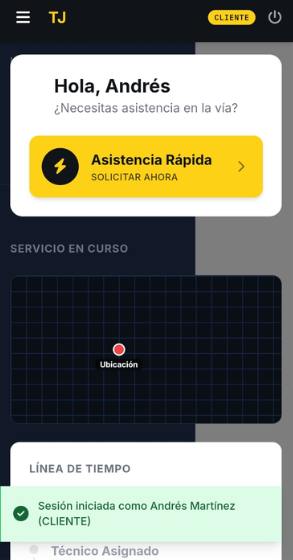 TJ
CLIENTE
Hola, Andrés
¿Necesitas asistencia en la vía?
Asistencia Rápida
SOLICITAR AHORA
SERVICIO EN CURSO
Ubicación
LÍNEA DE TIEMPO
Sesión iniciada como Andrés Martínez
(CLIENTE)
Técnico Asignado